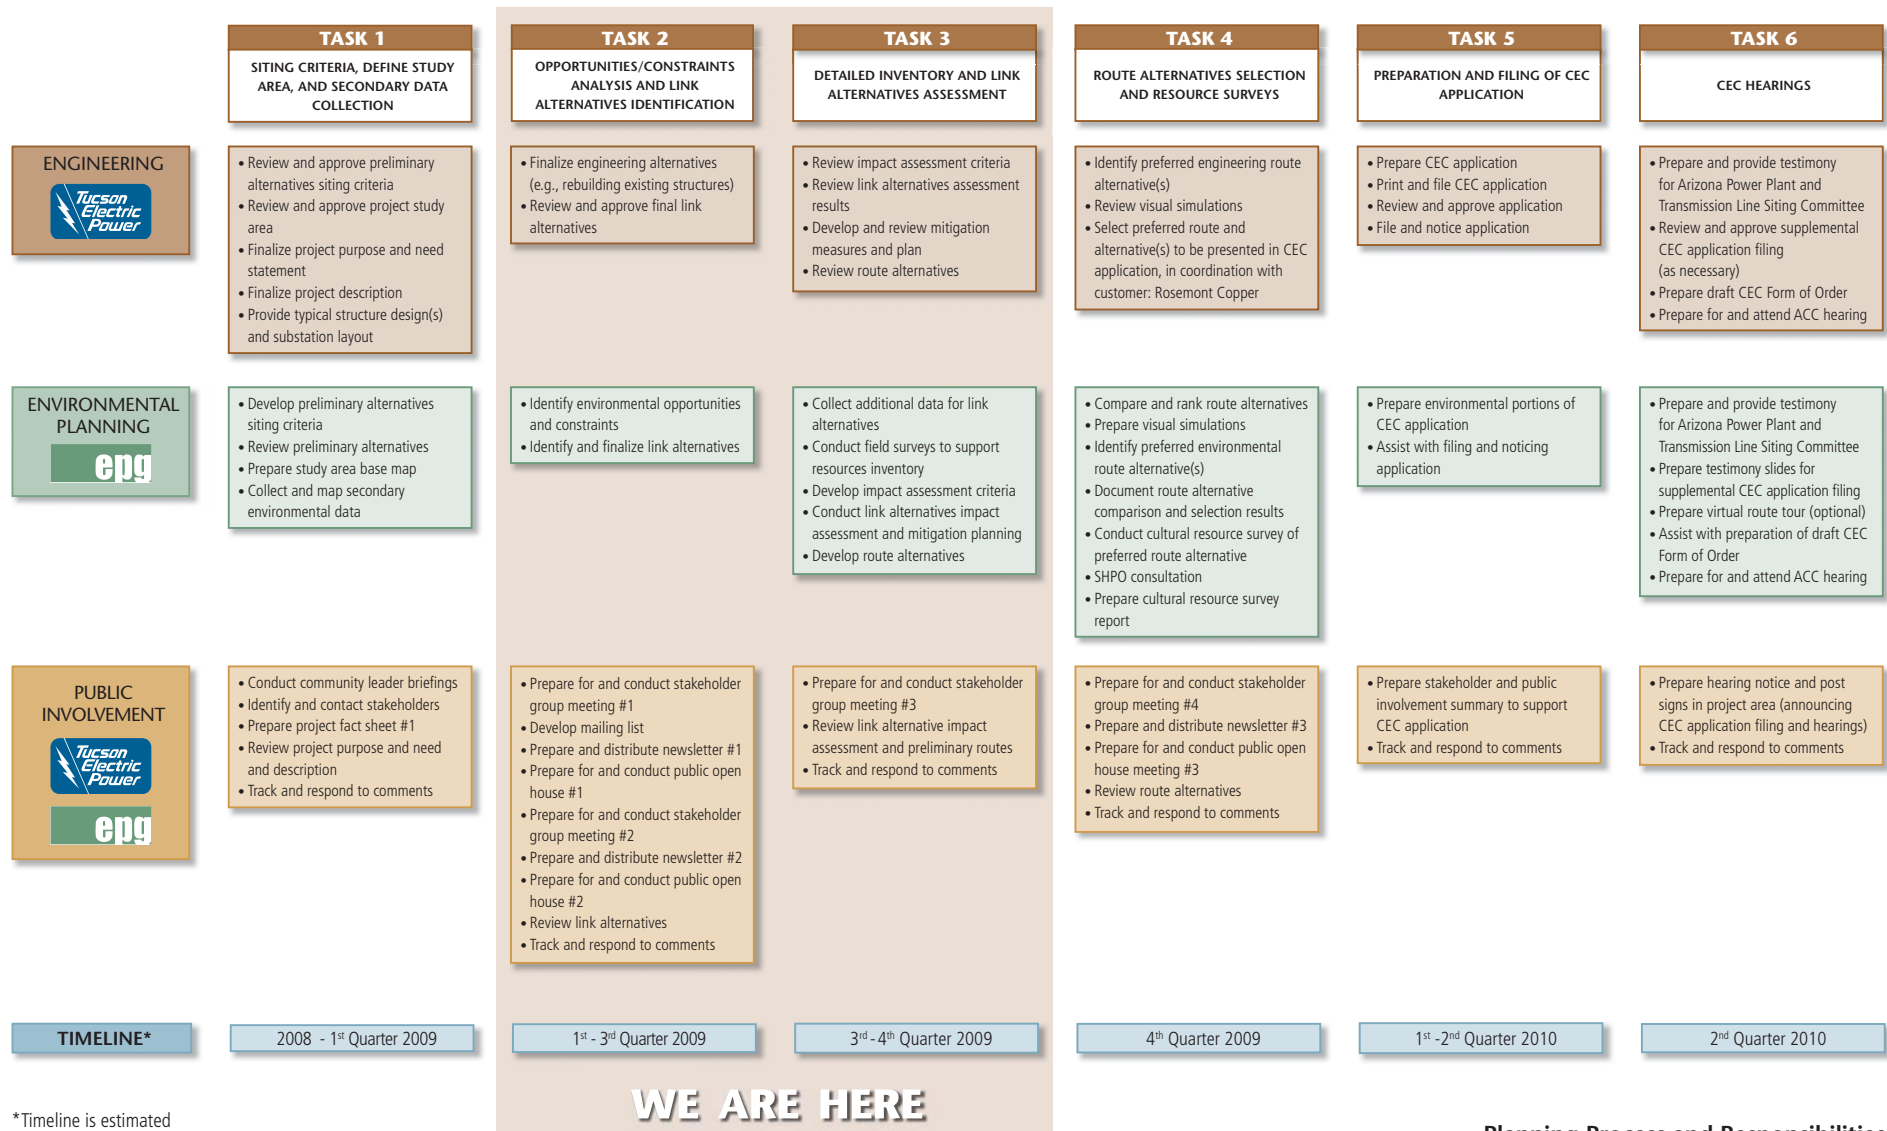 TASK 1
SITING CRITERIA, DEFINE STUDY
AREA, AND SECONDARY DATA
COLLECTION
TASK 2
OPPORTUNITIES/CONSTRAINTS
ANALYSIS AND LINK
ALTERNATIVES IDENTIFICATION
TASK 3
DETAILED INVENTORY AND LINK
ALTERNATIVES ASSESSMENT
TASK 4
ROUTE ALTERNATIVES SELECTION
AND RESOURCE SURVEYS
TASK 5
PREPARATION AND FILING OF CEC
APPLICATION
TASK 6
CEC HEARINGS
ENGINEERING
Tucson
Electric
Power
• Review and approve preliminary
alternatives siting criteria
• Review and approve project study
area
• Finalize project purpose and need
statement
• Finalize project description
• Provide typical structure design(s)
and substation layout
• Finalize engineering alternatives
(e.g., rebuilding existing structures)
• Review and approve final link
alternatives
• Review impact assessment criteria
• Review link alternatives assessment
results
• Develop and review mitigation
measures and plan
• Review route alternatives
• Identify preferred engineering route
alternative(s)
• Review visual simulations
• Select preferred route and
alternative(s) to be presented in CEC
application, in coordination with
customer: Rosemont Copper
• Prepare CEC application
• Print and file CEC application
• Review and approve application
• File and notice application
• Prepare and provide testimony
for Arizona Power Plant and
Transmission Line Siting Committee
• Review and approve supplemental
CEC application filing
(as necessary)
• Prepare draft CEC Form of Order
• Prepare for and attend ACC hearing
ENVIRONMENTAL
PLANNING
epg
• Develop preliminary alternatives
siting criteria
• Review preliminary alternatives
• Prepare study area base map
• Collect and map secondary
environmental data
• Identify environmental opportunities
and constraints
• Identify and finalize link alternatives
• Collect additional data for link
alternatives
• Conduct field surveys to support
resources inventory
• Develop impact assessment criteria
• Conduct link alternatives impact
assessment and mitigation planning
• Develop route alternatives
• Compare and rank route alternatives
• Prepare visual simulations
• Identify preferred environmental
route alternative(s)
• Document route alternative
comparison and selection results
• Conduct cultural resource survey of
preferred route alternative
• SHPO consultation
• Prepare cultural resource survey
report
• Prepare environmental portions of
CEC application
• Assist with filing and noticing
application
• Prepare and provide testimony
for Arizona Power Plant and
Transmission Line Siting Committee
• Prepare testimony slides for
supplemental CEC application filing
• Prepare virtual route tour (optional)
• Assist with preparation of draft CEC
Form of Order
• Prepare for and attend ACC hearing
PUBLIC
INVOLVEMENT
Tucson
Electric
Power
epg
• Conduct community leader briefings
• Identify and contact stakeholders
• Prepare project fact sheet #1
• Review project purpose and need
and description
• Track and respond to comments
• Prepare for and conduct stakeholder
group meeting #1
• Develop mailing list
• Prepare and distribute newsletter #1
• Prepare for and conduct public open
house #1
• Prepare for and conduct stakeholder
group meeting #2
• Prepare and distribute newsletter #2
• Prepare for and conduct public open
house #2
• Review link alternatives
• Track and respond to comments
• Prepare for and conduct stakeholder
group meeting #3
• Review link alternative impact
assessment and preliminary routes
• Track and respond to comments
• Prepare for and conduct stakeholder
group meeting #4
• Prepare and distribute newsletter #3
• Prepare for and conduct public open
house meeting #3
• Review route alternatives
• Track and respond to comments
• Prepare stakeholder and public
involvement summary to support
CEC application
• Track and respond to comments
• Prepare hearing notice and post
signs in project area (announcing
CEC application filing and hearings)
• Track and respond to comments
TIMELINE*
2008 - 1st Quarter 2009
1st - 3rd Quarter 2009
3rd - 4th Quarter 2009
4th Quarter 2009
1st -2nd Quarter 2010
2nd Quarter 2010
WE ARE HERE
*Timeline is estimated
Planning Process and Responsibilities